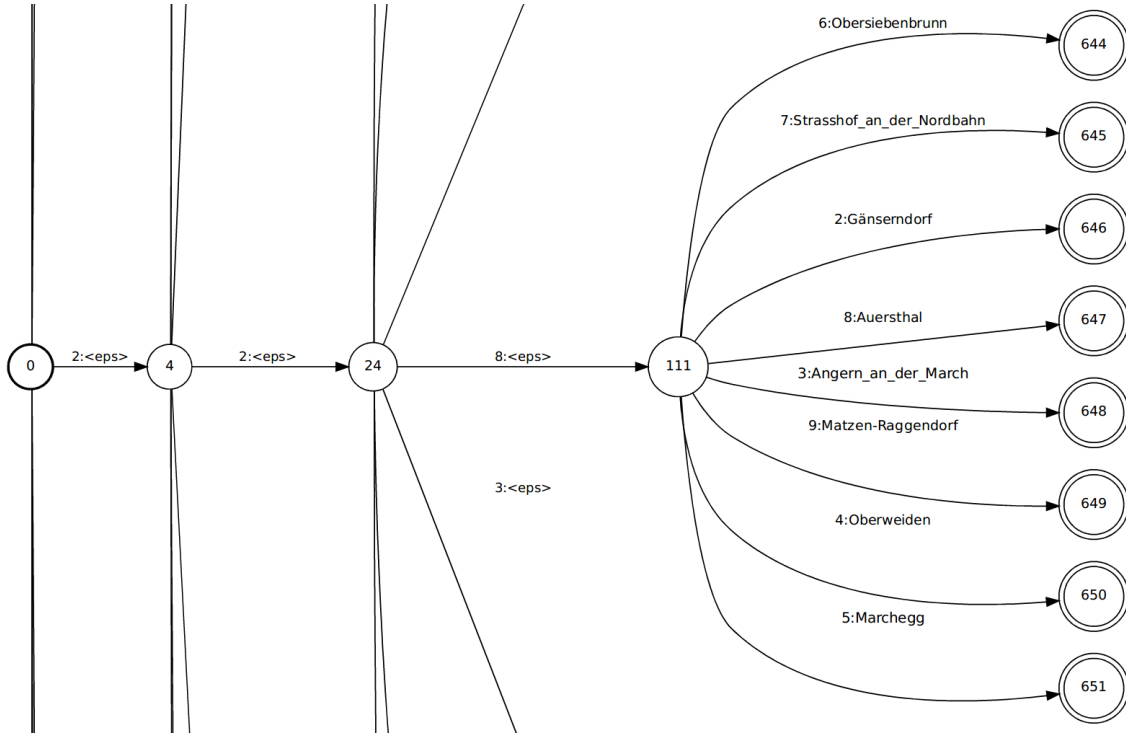 6:Obersiebenbrunn
644
7:Strasshof_an_der_Nordbahn
645
2:Gänserndorf
646
8:Auersthal
647
0
2:<eps>
4
2:<eps>
24
8:<eps>
111
3:Angern_an_der_March
648
9:Matzen-Raggendorf
3:<eps>
649
4:Oberweiden
650
5:Marchegg
651